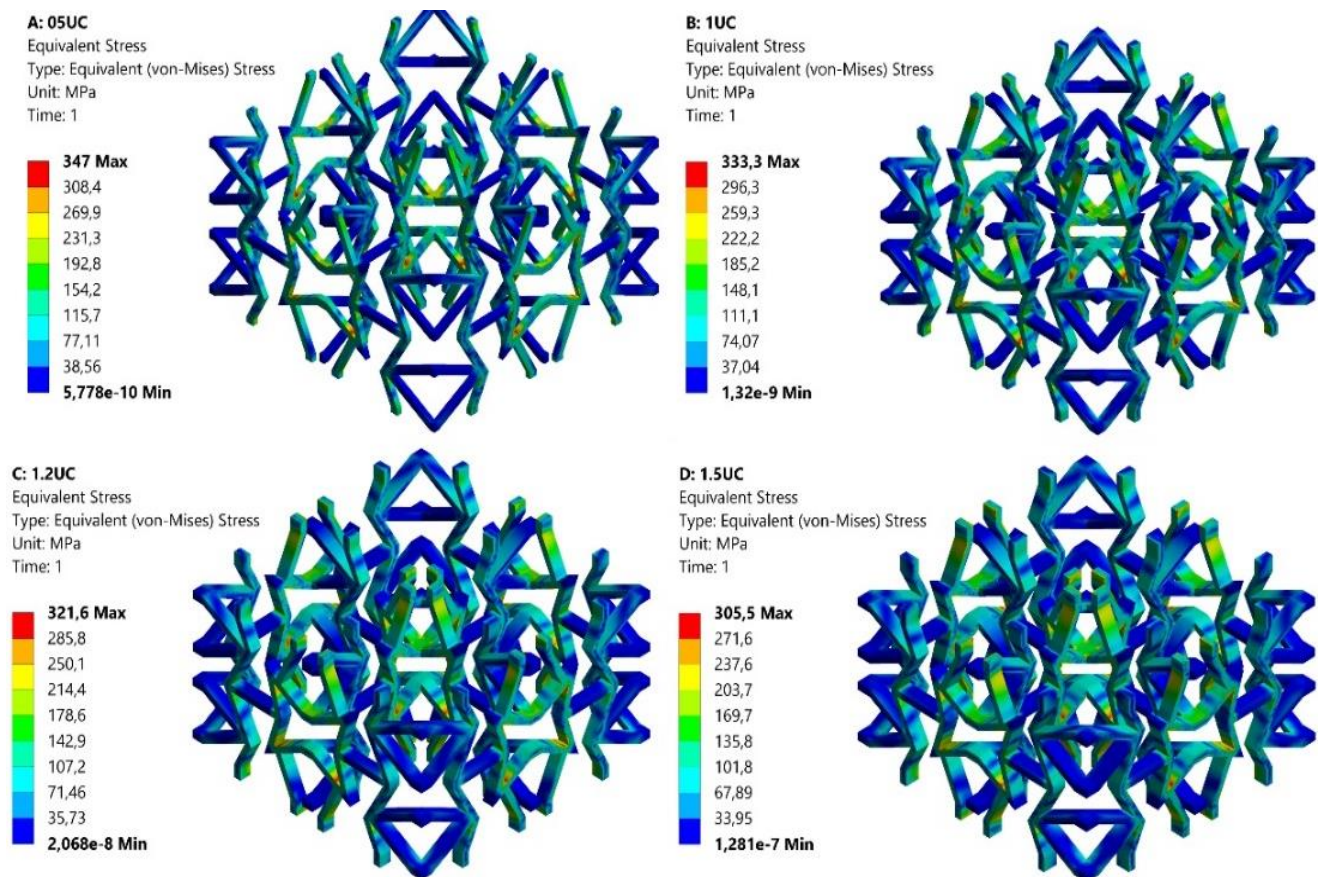 A: 05UC
Equivalent Stress
Type: Equivalent (von-Mises) Stress
Unit: MPa
Time: 1
347 Max
308,4
269,9
231,3
192,8
154,2
115,7
77,11
38,56
5,778e-10 Min
B: 1UC
Equivalent Stress
Type: Equivalent (von-Mises) Stress
Unit: MPa
Time: 1
333,3 Max
296,3
259,3
222,2
185,2
148,1
111,1
74,07
37,04
1,32e-9 Min
C: 1.2UC
Equivalent Stress
Type: Equivalent (von-Mises) Stress
Unit: MPa
Time: 1
321,6 Max
285,8
250,1
214,4
178,6
142,9
107,2
71,46
35,73
2,068e-8 Min
D: 1.5UC
Equivalent Stress
Type: Equivalent (von-Mises) Stress
Unit: MPa
Time: 1
305,5 Max
271,6
237,6
203,7
169,7
135,8
101,8
67,89
33,95
1,281e-7 Min